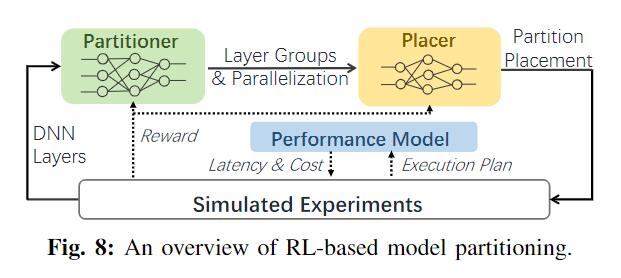 Partitioner
Layer Groups
& Parallelization
Placer
Partition
Placement
DNN
Layers
Reward
Performance Model
Latency & Cost
Execution Plan
Simulated Experiments
Fig. 8: An overview of RL-based model partitioning.